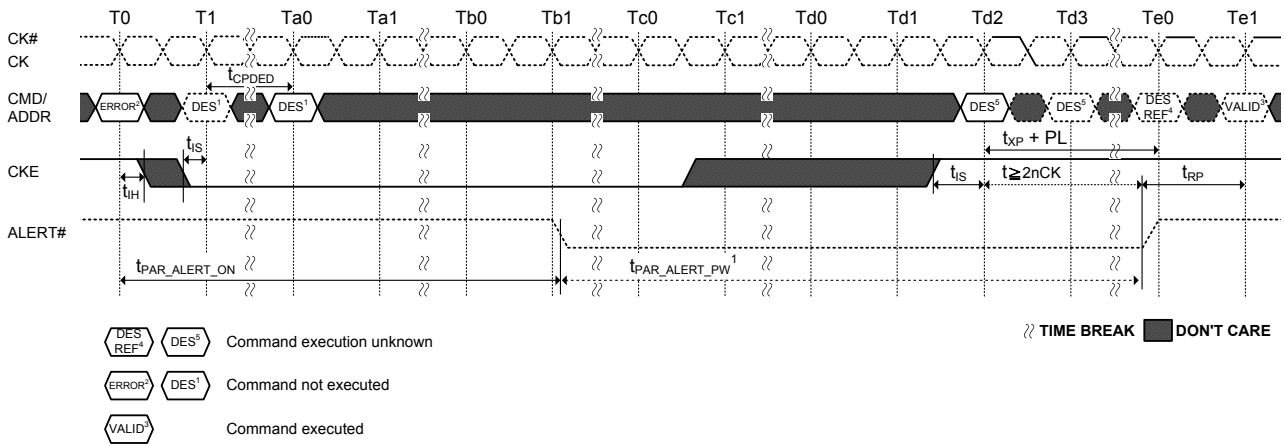 T0 T1 Ta0 Ta1 Tb0 Tb1 Tc0 Tc1 Td0 Td1 Td2 Td3 Te0 Te1
CK#
CK
tCPDED
CMD/
ADDR
ERROR² DES¹ DES¹ DES⁵ DES⁵ DES REF⁴ VALID³
tXP + PL
tIS
CKE
tIH
tIS t≧2nCK tRP
ALERT#
tPAR_ALERT_ON tPAR_ALERT_PW¹
DES REF⁴ DES⁵ Command execution unknown
TIME BREAK DON'T CARE
ERROR² DES¹ Command not executed
VALID³ Command executed